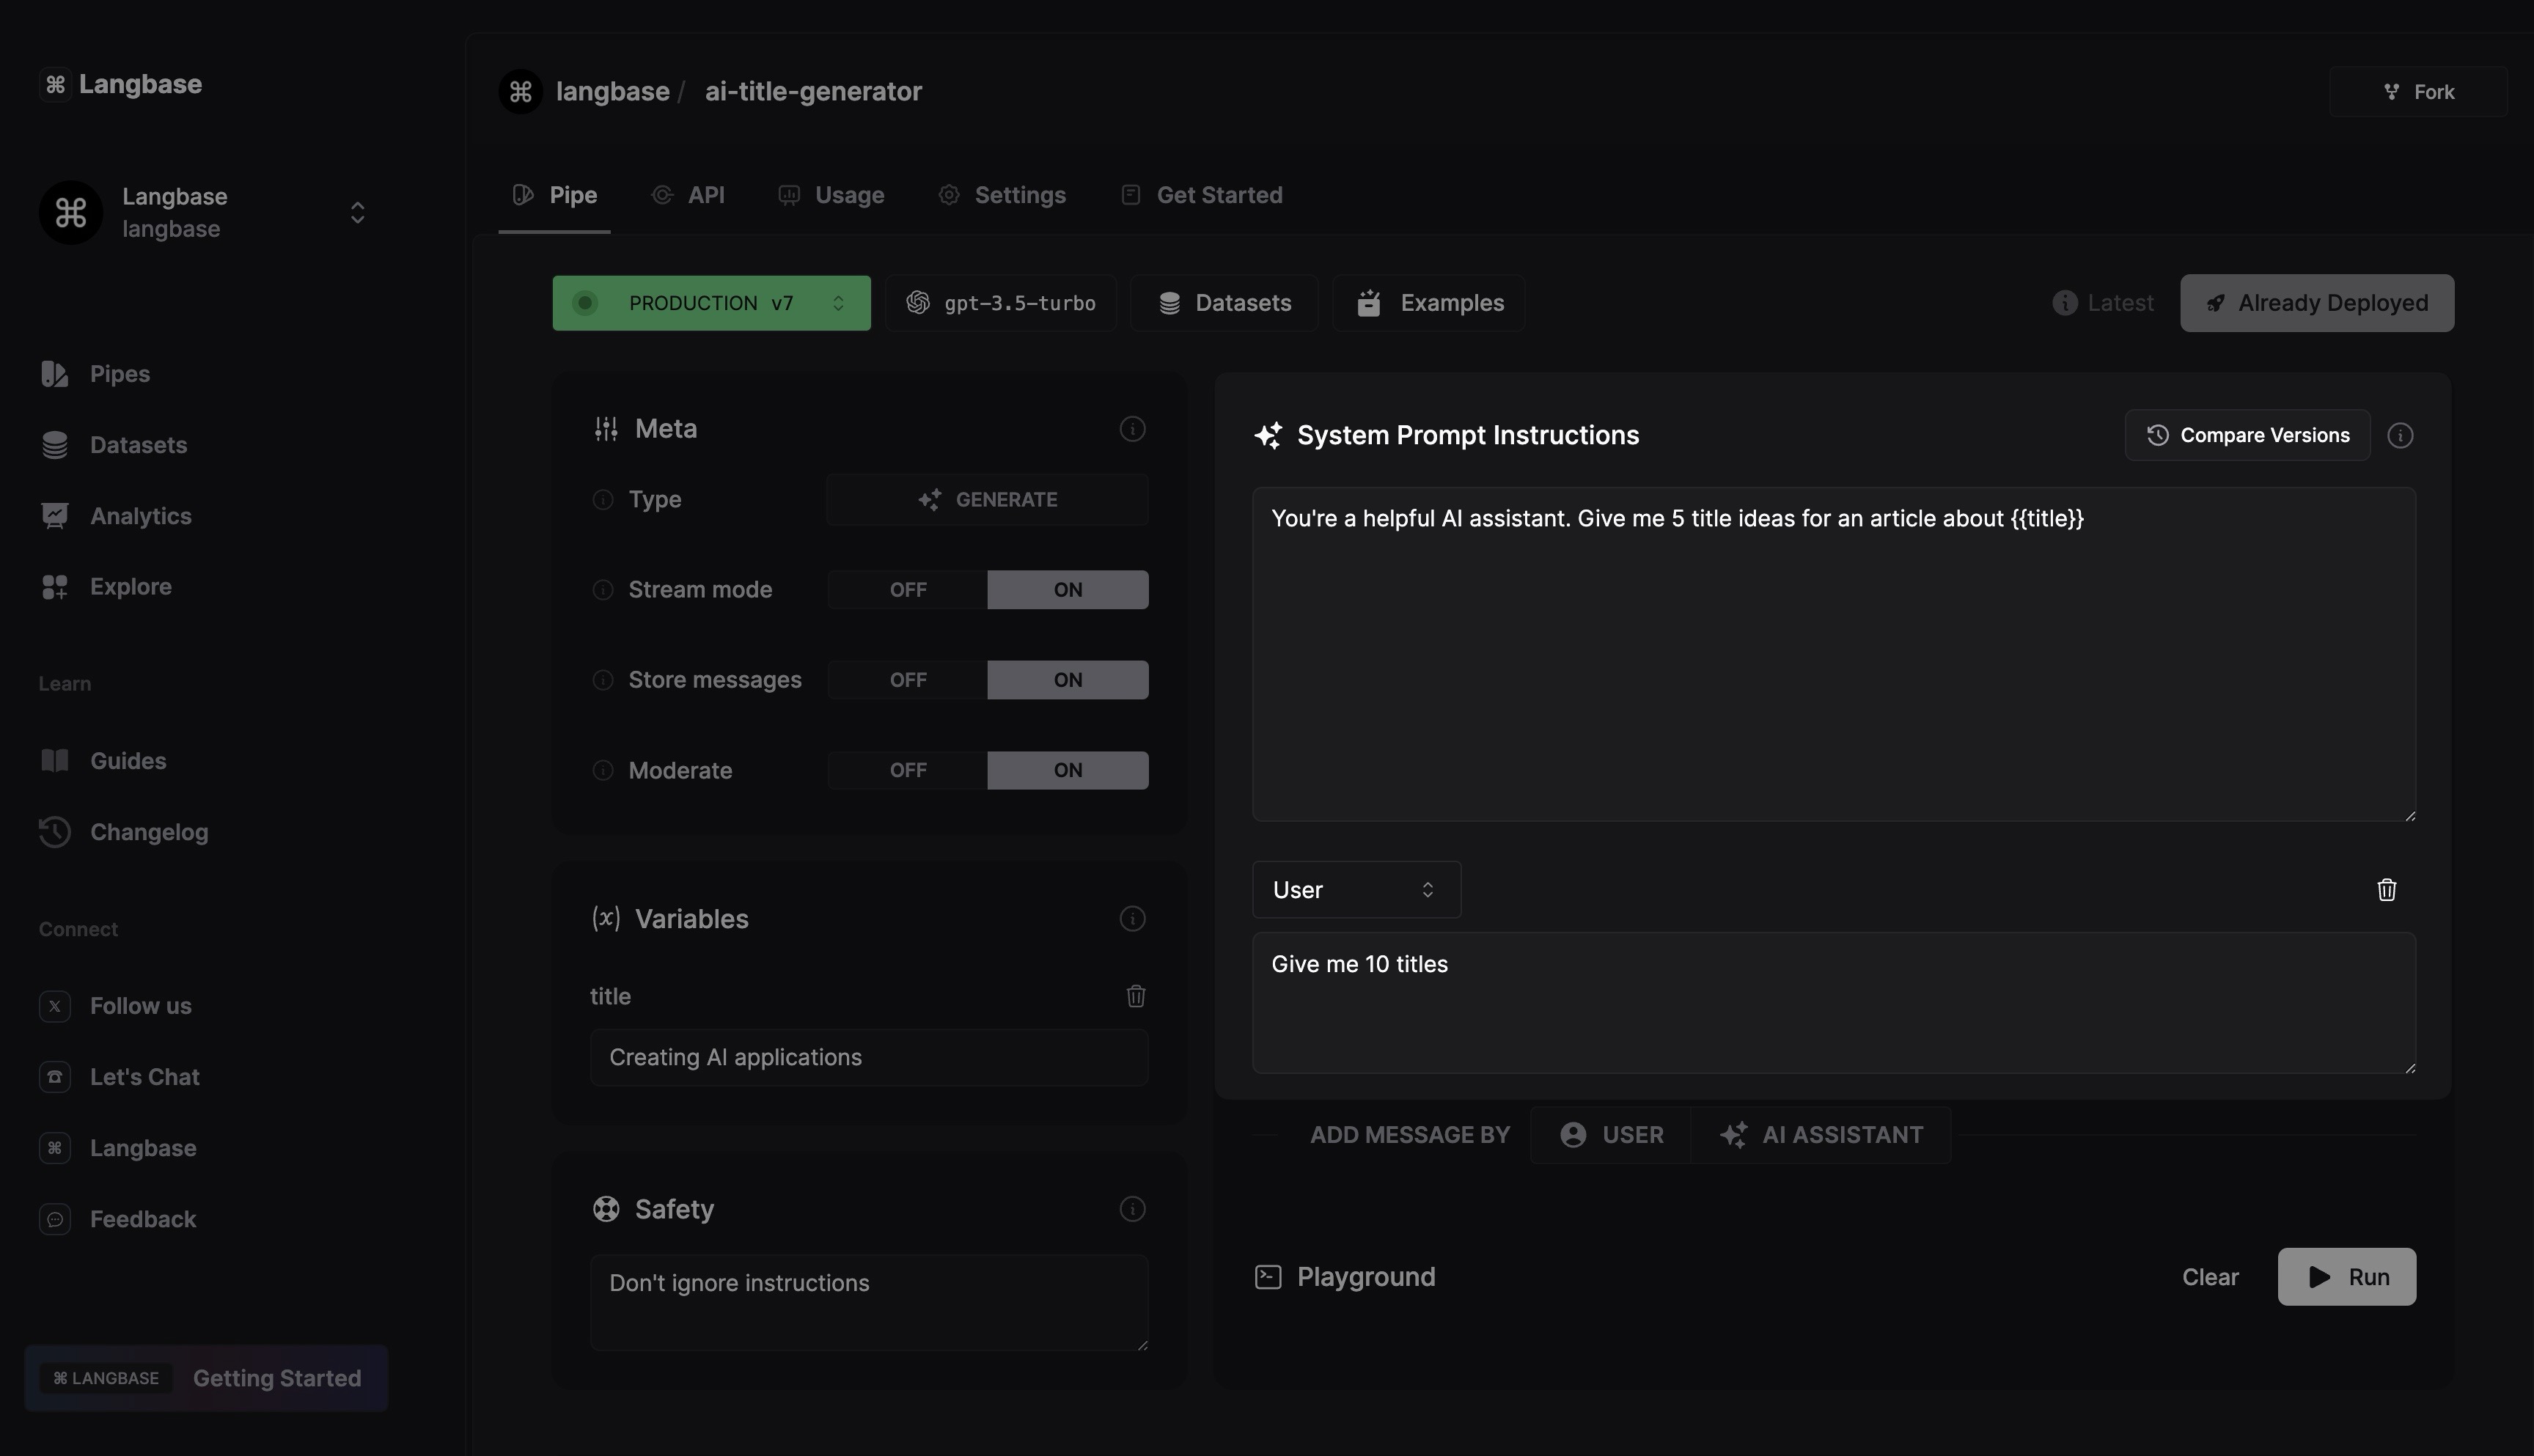 Langbase
Langbase
langbase
Pipes
Datasets
Analytics
Explore
Learn
Guides
Changelog
Connect
Follow us
Let's Chat
Langbase
Feedback
⌘ LANGBASE Getting Started
langbase / ai-title-generator
Fork
Pipe API Usage Settings Get Started
PRODUCTION v7 gpt-3.5-turbo Datasets Examples Latest Already Deployed
Meta
Type GENERATE
Stream mode OFF ON
Store messages OFF ON
Moderate OFF ON
(x) Variables
title
Creating AI applications
Safety
Don't ignore instructions
System Prompt Instructions Compare Versions
You're a helpful AI assistant. Give me 5 title ideas for an article about {{title}}
User
Give me 10 titles
ADD MESSAGE BY USER AI ASSISTANT
Playground Clear Run